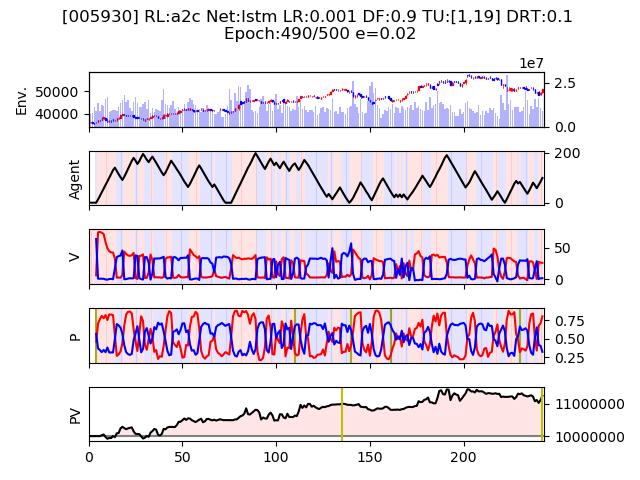 [005930] RL:a2c Net:lstm LR:0.001 DF:0.9 TU:[1,19] DRT:0.1
Epoch:490/500 e=0.02
1e7
Env.
50000
40000
2.5
0.0
Agent
200
0
V
50
0
P
0.75
0.50
0.25
PV
11000000
10000000
0 50 100 150 200